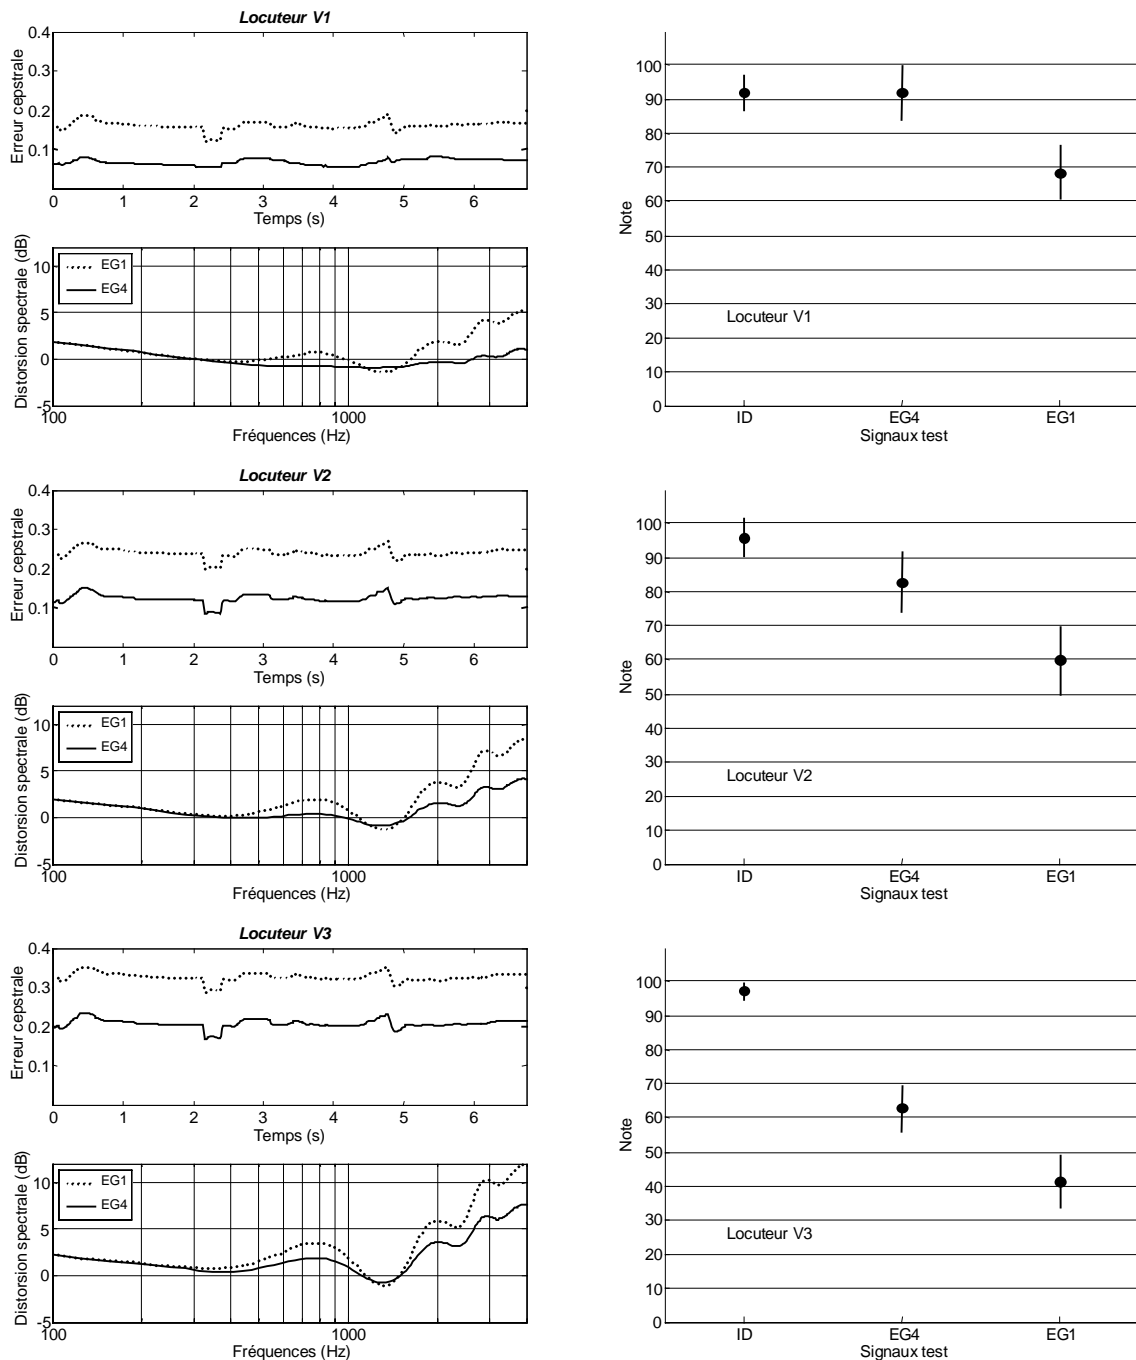 Locuteur V1
Erreur cepstrale
0.4
0.3
0.2
0.1
0 1 2 3 4 5 6
Temps (s)
Distorsion spectrale (dB)
10
5
0
-5
EG1
EG4
100 1000
Fréquences (Hz)
Note
100
90
80
70
60
50
40
30
20
10
0
Locuteur V1
ID EG4 EG1
Signaux test
Locuteur V2
Erreur cepstrale
0.4
0.3
0.2
0.1
0 1 2 3 4 5 6
Temps (s)
Distorsion spectrale (dB)
10
5
0
-5
EG1
EG4
100 1000
Fréquences (Hz)
Note
100
90
80
70
60
50
40
30
20
10
0
Locuteur V2
ID EG4 EG1
Signaux test
Locuteur V3
Erreur cepstrale
0.4
0.3
0.2
0.1
0 1 2 3 4 5 6
Temps (s)
Distorsion spectrale (dB)
10
5
0
-5
EG1
EG4
100 1000
Fréquences (Hz)
Note
100
90
80
70
60
50
40
30
20
10
0
Locuteur V3
ID EG4 EG1
Signaux test